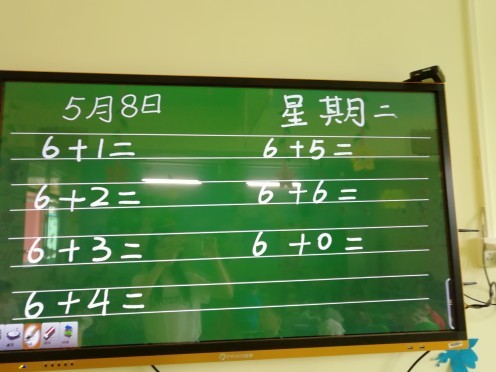 5月8日 星期二
6+1= 6+5=
6+2= 6+6=
6+3= 6+0=
6+4=